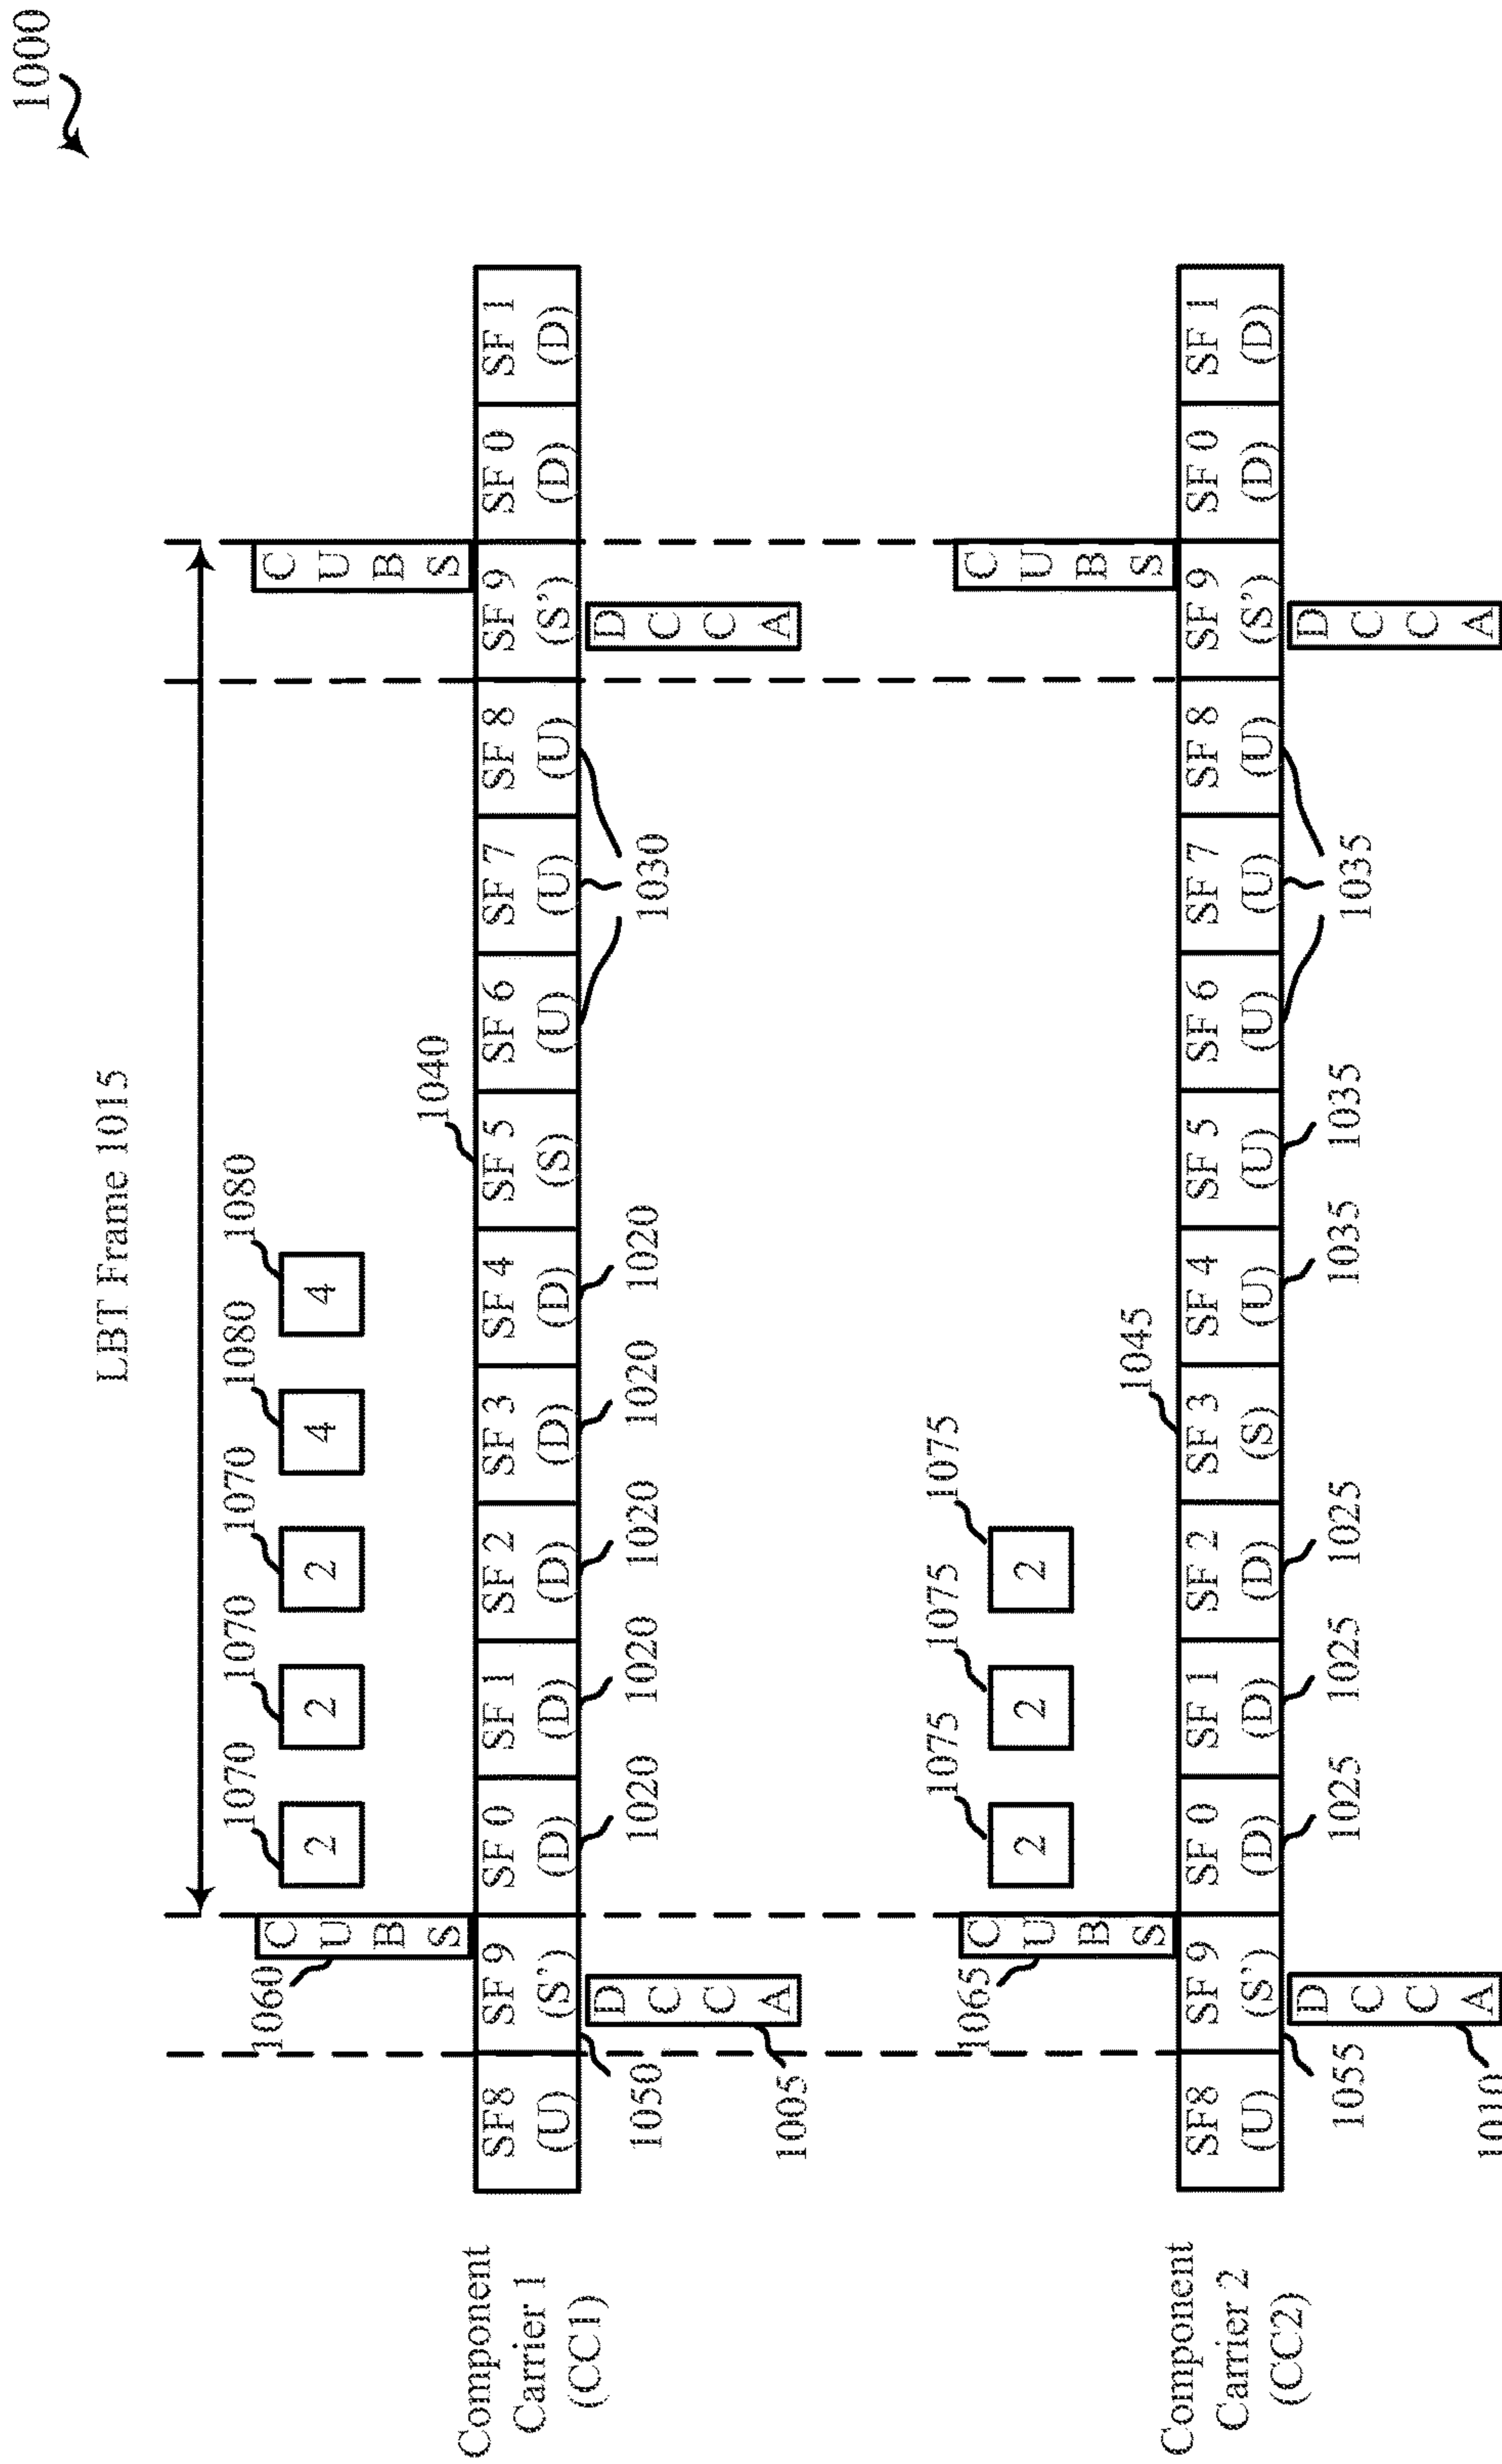 1000
LBT Frame 1015
1070
1070
1070
1080
1080
2
2
2
4
4
1060
C
U
B
S
C
U
B
S
1040
Component
Carrier 1
(CC1)
SF8
(U)
SF 9
(S')
SF 0
(D)
SF 1
(D)
SF 2
(D)
SF 3
(D)
SF 4
(D)
SF 5
(S)
SF 6
(U)
SF 7
(U)
SF 8
(U)
SF 9
(S')
SF 0
(D)
SF 1
(D)
1050
1020
1020
1020
1020
1020
1030
D
C
C
A
D
C
C
A
1005
1075
1075
1075
2
2
2
1065
C
U
B
S
C
U
B
S
1045
Component
Carrier 2
(CC2)
SF8
(U)
SF 9
(S')
SF 0
(D)
SF 1
(D)
SF 2
(D)
SF 3
(S)
SF 4
(U)
SF 5
(U)
SF 6
(U)
SF 7
(U)
SF 8
(U)
SF 9
(S')
SF 0
(D)
SF 1
(D)
1055
1025
1025
1025
1035
1035
1035
D
C
C
A
D
C
C
A
1010